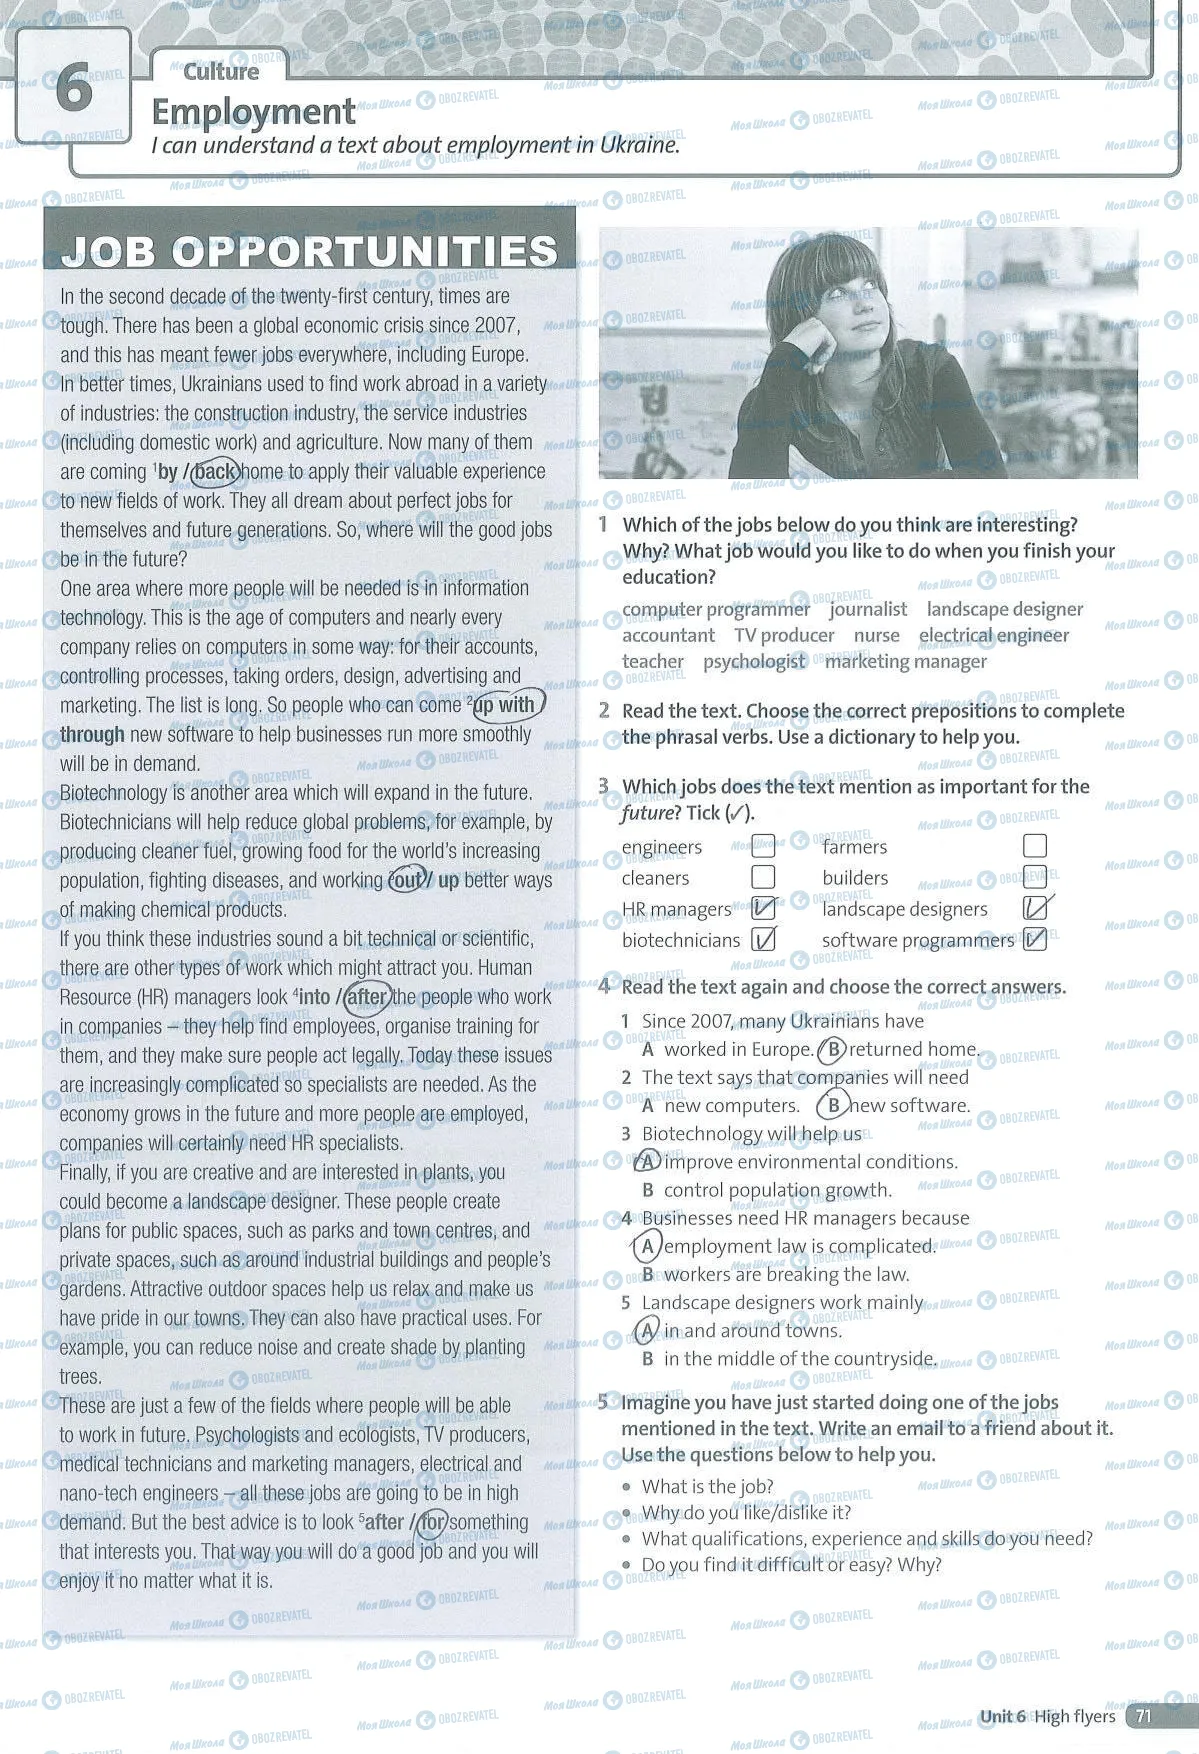 6
Culture
Employment
I can understand a text about employment in Ukraine.
JOB OPPORTUNITIES
In the second decade of the twenty-first century, times are
tough. There has been a global economic crisis since 2007,
and this has meant fewer jobs everywhere, including Europe.
In better times, Ukrainians used to find work abroad in a variety
of industries: the construction industry, the service industries
(including domestic work) and agriculture. Now many of them
are coming ¹by / back home to apply their valuable experience
to new fields of work. They all dream about perfect jobs for
themselves and future generations. So, where will the good jobs
be in the future?
One area where more people will be needed is in information
technology. This is the age of computers and nearly every
company relies on computers in some way: for their accounts,
controlling processes, taking orders, design, advertising and
marketing. The list is long. So people who can come ²up with /
through new software to help businesses run more smoothly
will be in demand.
Biotechnology is another area which will expand in the future.
Biotechnicians will help reduce global problems, for example, by
producing cleaner fuel, growing food for the world's increasing
population, fighting diseases, and working ³out / up better ways
of making chemical products.
If you think these industries sound a bit technical or scientific,
there are other types of work which might attract you. Human
Resource (HR) managers look ⁴into / after the people who work
in companies – they help find employees, organise training for
them, and they make sure people act legally. Today these issues
are increasingly complicated so specialists are needed. As the
economy grows in the future and more people are employed,
companies will certainly need HR specialists.
Finally, if you are creative and are interested in plants, you
could become a landscape designer. These people create
plans for public spaces, such as parks and town centres, and
private spaces, such as around industrial buildings and people's
gardens. Attractive outdoor spaces help us relax and make us
have pride in our towns. They can also have practical uses. For
example, you can reduce noise and create shade by planting
trees.
These are just a few of the fields where people will be able
to work in future. Psychologists and ecologists, TV producers,
medical technicians and marketing managers, electrical and
nano-tech engineers – all these jobs are going to be in high
demand. But the best advice is to look ⁵after / for something
that interests you. That way you will do a good job and you will
enjoy it no matter what it is.
1 Which of the jobs below do you think are interesting?
Why? What job would you like to do when you finish your
education?
computer programmer journalist landscape designer
accountant TV producer nurse electrical engineer
teacher psychologist marketing manager
2 Read the text. Choose the correct prepositions to complete
the phrasal verbs. Use a dictionary to help you.
3 Which jobs does the text mention as important for the
future? Tick (✓).
engineers farmers
cleaners builders
HR managers ✓ landscape designers ✓
biotechnicians ✓ software programmers ✓
4 Read the text again and choose the correct answers.
1 Since 2007, many Ukrainians have
A worked in Europe. B returned home.
2 The text says that companies will need
A new computers. B new software.
3 Biotechnology will help us
A improve environmental conditions.
B control population growth.
4 Businesses need HR managers because
A employment law is complicated.
B workers are breaking the law.
5 Landscape designers work mainly
A in and around towns.
B in the middle of the countryside.
5 Imagine you have just started doing one of the jobs
mentioned in the text. Write an email to a friend about it.
Use the questions below to help you.
• What is the job?
• Why do you like/dislike it?
• What qualifications, experience and skills do you need?
• Do you find it difficult or easy? Why?
Unit 6 High flyers 71
Моя Школа OBOZREVATEL